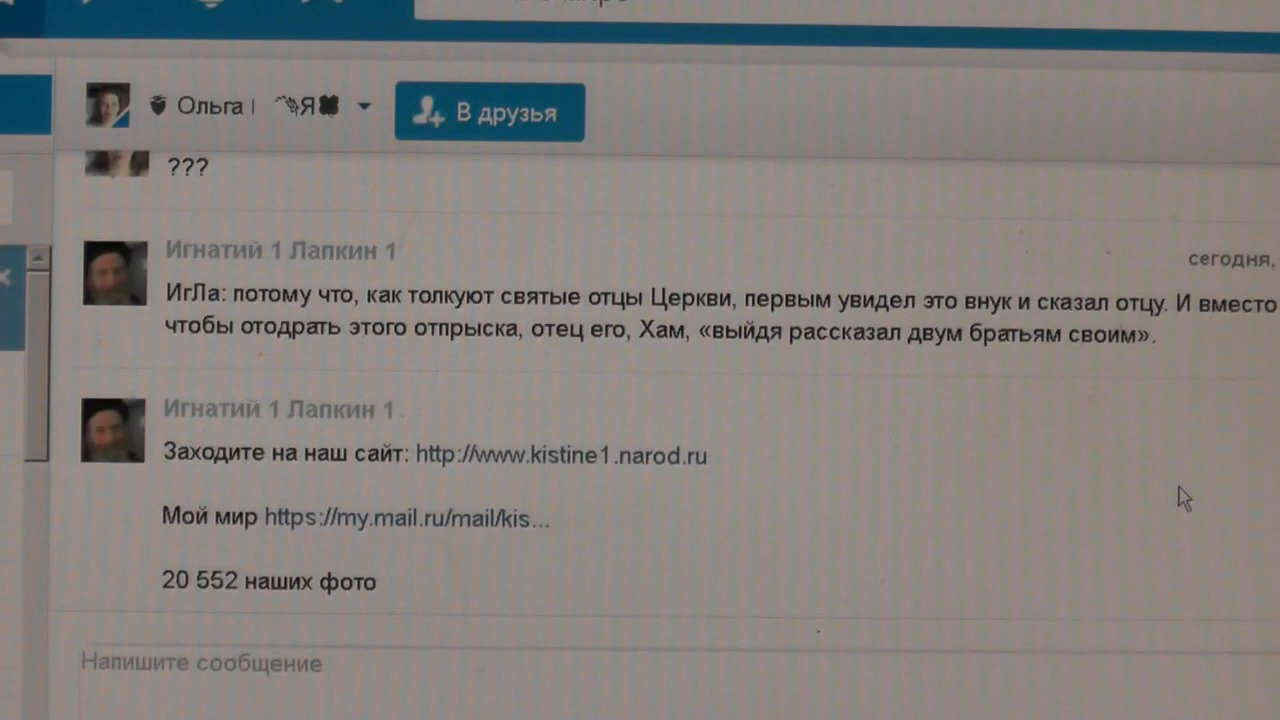 Ольга Я
В друзья
???
Игнатий 1 Лапкин 1
сегодня,
ИгЛа: потому что, как толкуют святые отцы Церкви, первым увидел это внук и сказал отцу. И вместо
чтобы отодрать этого отпрыска, отец его, Хам, «выйдя рассказал двум братьям своим».
Игнатий 1 Лапкин 1
Заходите на наш сайт: http://www.kistine1.narod.ru
Мой мир https://my.mail.ru/mail/kis...
20 552 наших фото
Напишите сообщение